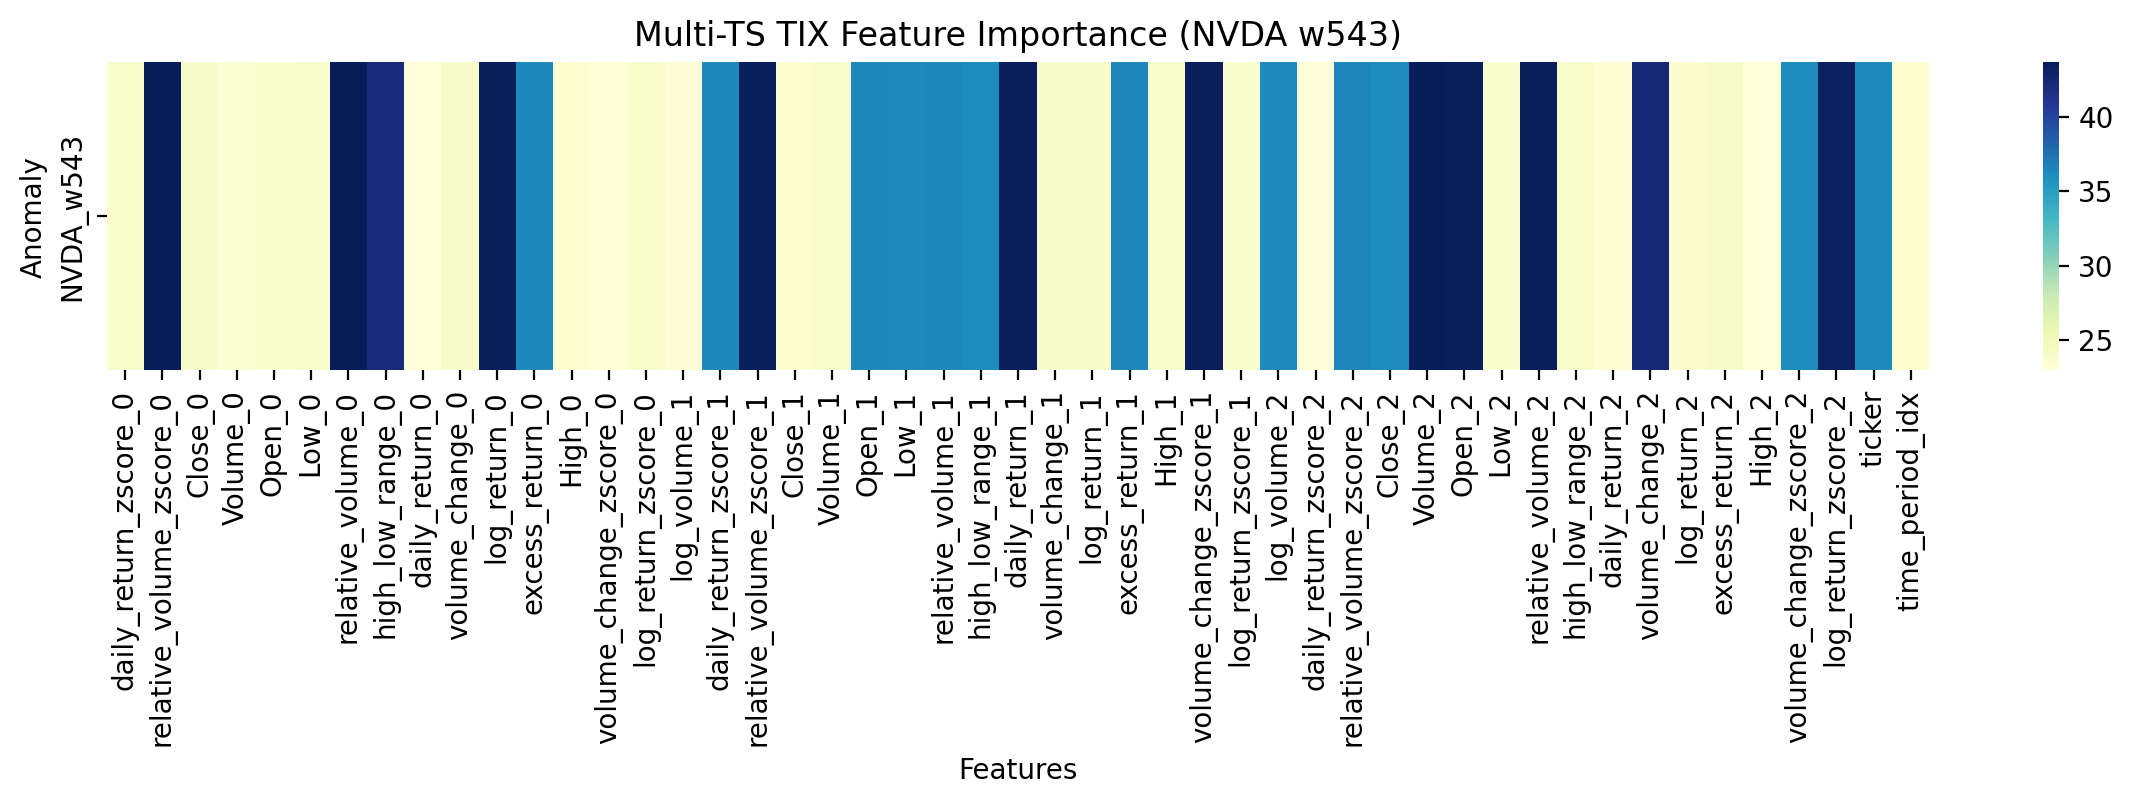 Multi-TS TIX Feature Importance (NVDA w543)
Anomaly
NVDA_w543
40
35
30
25
daily_return_zscore_0
relative_volume_zscore_0
Close_0
Volume_0
Open_0
Low_0
relative_volume_0
high_low_range_0
daily_return_0
volume_change_0
log_return_0
excess_return_0
High_0
volume_change_zscore_0
log_return_zscore_0
log_volume_1
daily_return_zscore_1
relative_volume_zscore_1
Close_1
Volume_1
Open_1
Low_1
relative_volume_1
high_low_range_1
daily_return_1
volume_change_1
log_return_1
excess_return_1
High_1
volume_change_zscore_1
log_return_zscore_1
log_volume_2
daily_return_zscore_2
relative_volume_zscore_2
Close_2
Volume_2
Open_2
Low_2
relative_volume_2
high_low_range_2
daily_return_2
volume_change_2
log_return_2
excess_return_2
High_2
volume_change_zscore_2
log_return_zscore_2
ticker
time_period_idx
Features